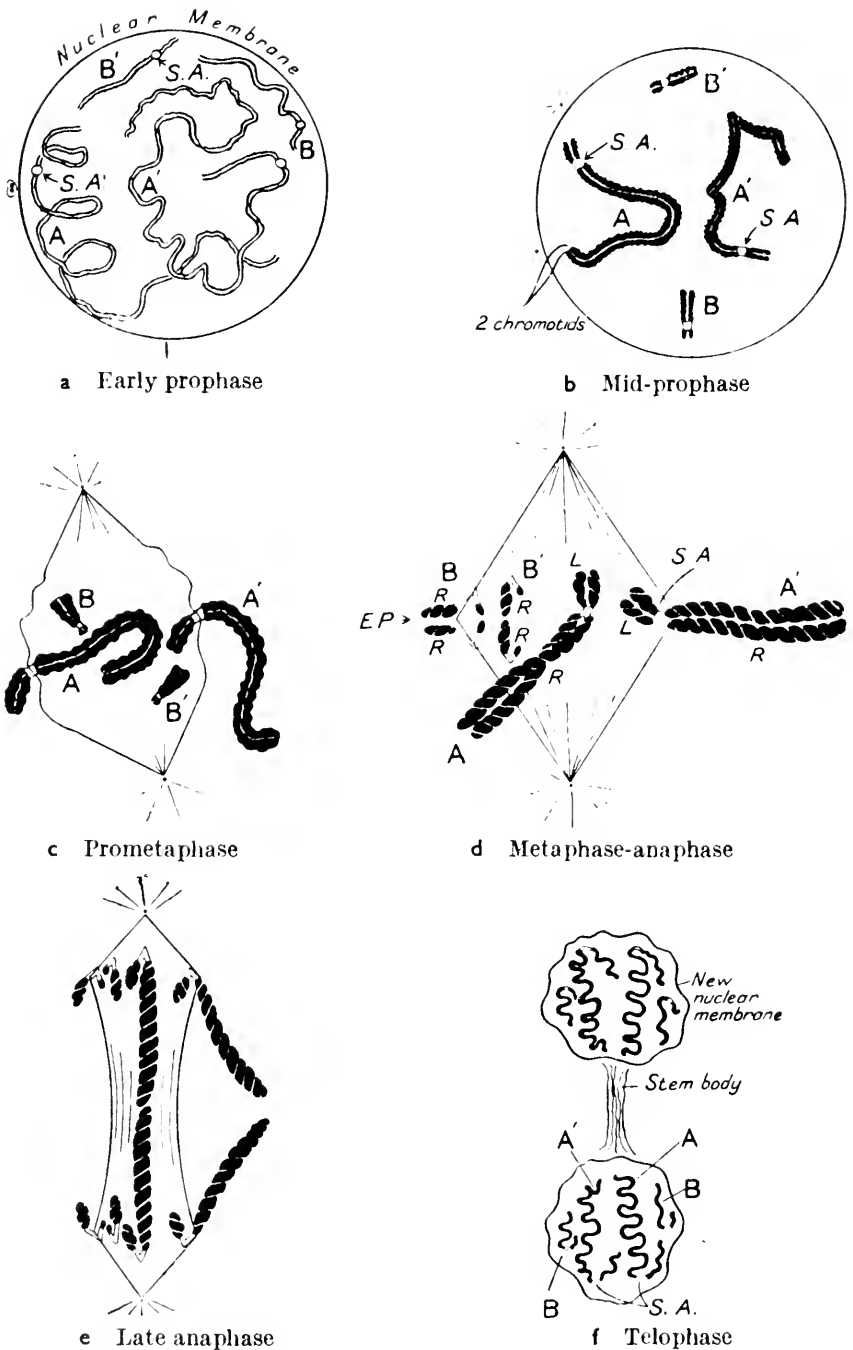 Nuclear Membrane
B'
S.A.
B
S.A.
A'
A
a Early prophase
B'
S A.
A'
A
S A
B
2 chromotids
b Mid-prophase
B
A'
A
B'
c Prometaphase
S A
B
B'
L
A'
R
R
E P
L
R
R
R
R
A
d Metaphase-anaphase
e Late anaphase
New
nuclear
membrane
Stem body
A'
A
B
B
S.A.
f Telophase